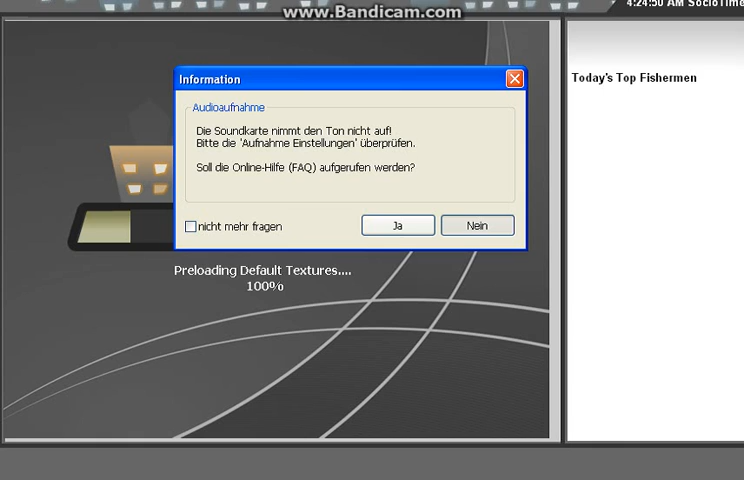 www.Bandicam.com
4:24:50 AM SocioTime
Today's Top Fishermen
Information
Audioaufnahme
Die Soundkarte nimmt den Ton nicht auf!
Bitte die 'Aufnahme Einstellungen' überprüfen.
Soll die Online-Hilfe (FAQ) aufgerufen werden?
nicht mehr fragen
Ja
Nein
Preloading Default Textures....
100%